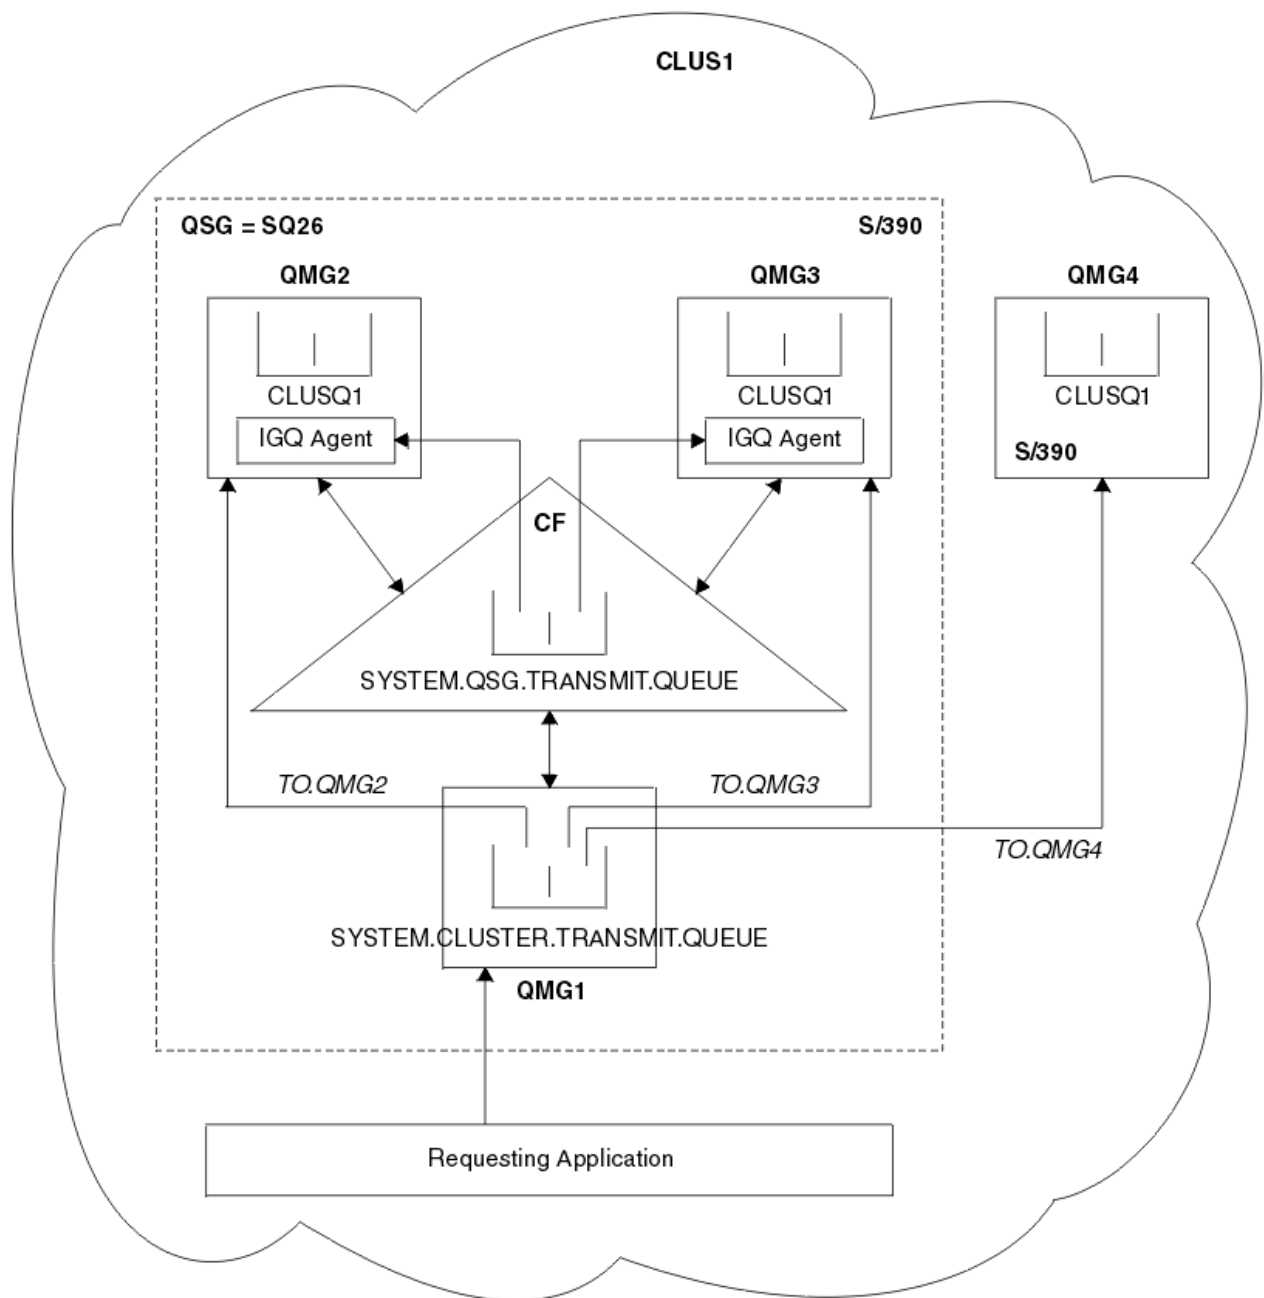 CLUS1
QSG = SQ26
S/390
QMG2
QMG3
QMG4
CLUSQ1
CLUSQ1
CLUSQ1
IGQ Agent
IGQ Agent
S/390
CF
SYSTEM.QSG.TRANSMIT.QUEUE
TO.QMG2
TO.QMG3
TO.QMG4
SYSTEM.CLUSTER.TRANSMIT.QUEUE
QMG1
Requesting Application